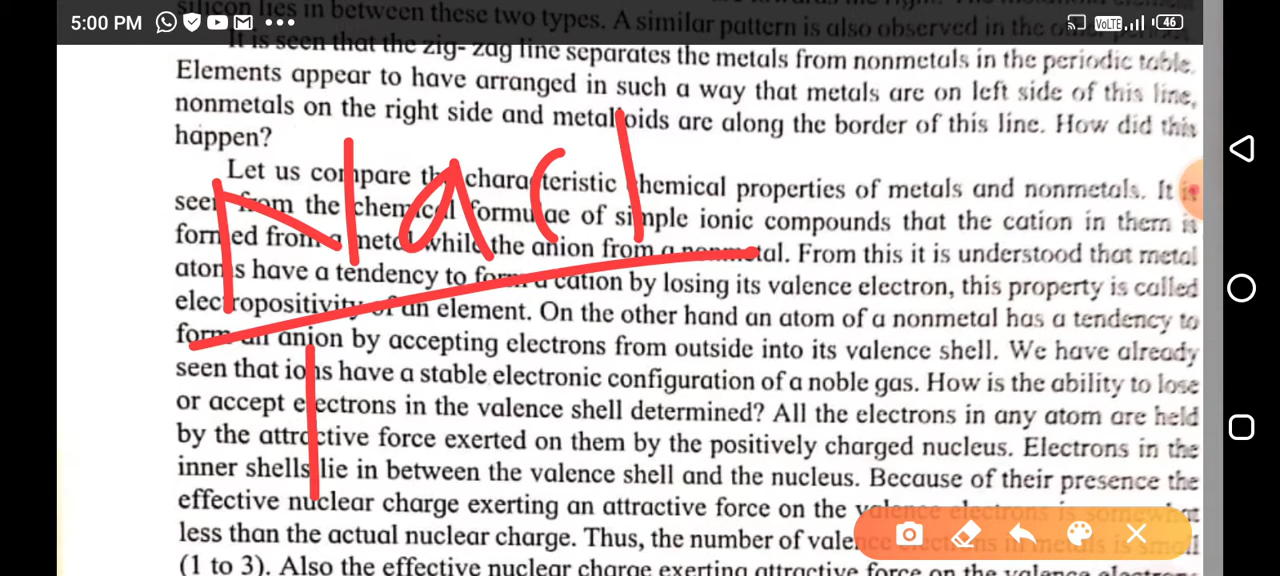 5:00 PM
VoLTE 46
silicon lies in between these two types. A similar pattern is also observed in the
It is seen that the zig- zag line separates the metals from nonmetals in the periodic table.
Elements appear to have arranged in such a way that metals are on left side of this line,
nonmetals on the right side and metalloids are along the border of this line. How did this
happen?
Let us compare the characteristic chemical properties of metals and nonmetals. It is
seen from the chemical formulae of simple ionic compounds that the cation in them is
formed from a metal while the anion from a nonmetal. From this it is understood that metal
atoms have a tendency to form a cation by losing its valence electron, this property is called
electropositivity of an element. On the other hand an atom of a nonmetal has a tendency to
form an anion by accepting electrons from outside into its valence shell. We have already
seen that ions have a stable electronic configuration of a noble gas. How is the ability to lose
or accept electrons in the valence shell determined? All the electrons in any atom are held
by the attractive force exerted on them by the positively charged nucleus. Electrons in the
inner shells lie in between the valence shell and the nucleus. Because of their presence the
effective nuclear charge exerting an attractive force on the valence electrons is somewhat
less than the actual nuclear charge. Thus, the number of valence electrons in metals is small
(1 to 3). Also the effective nuclear charge exerting attractive force on the valence electrons
Nacl